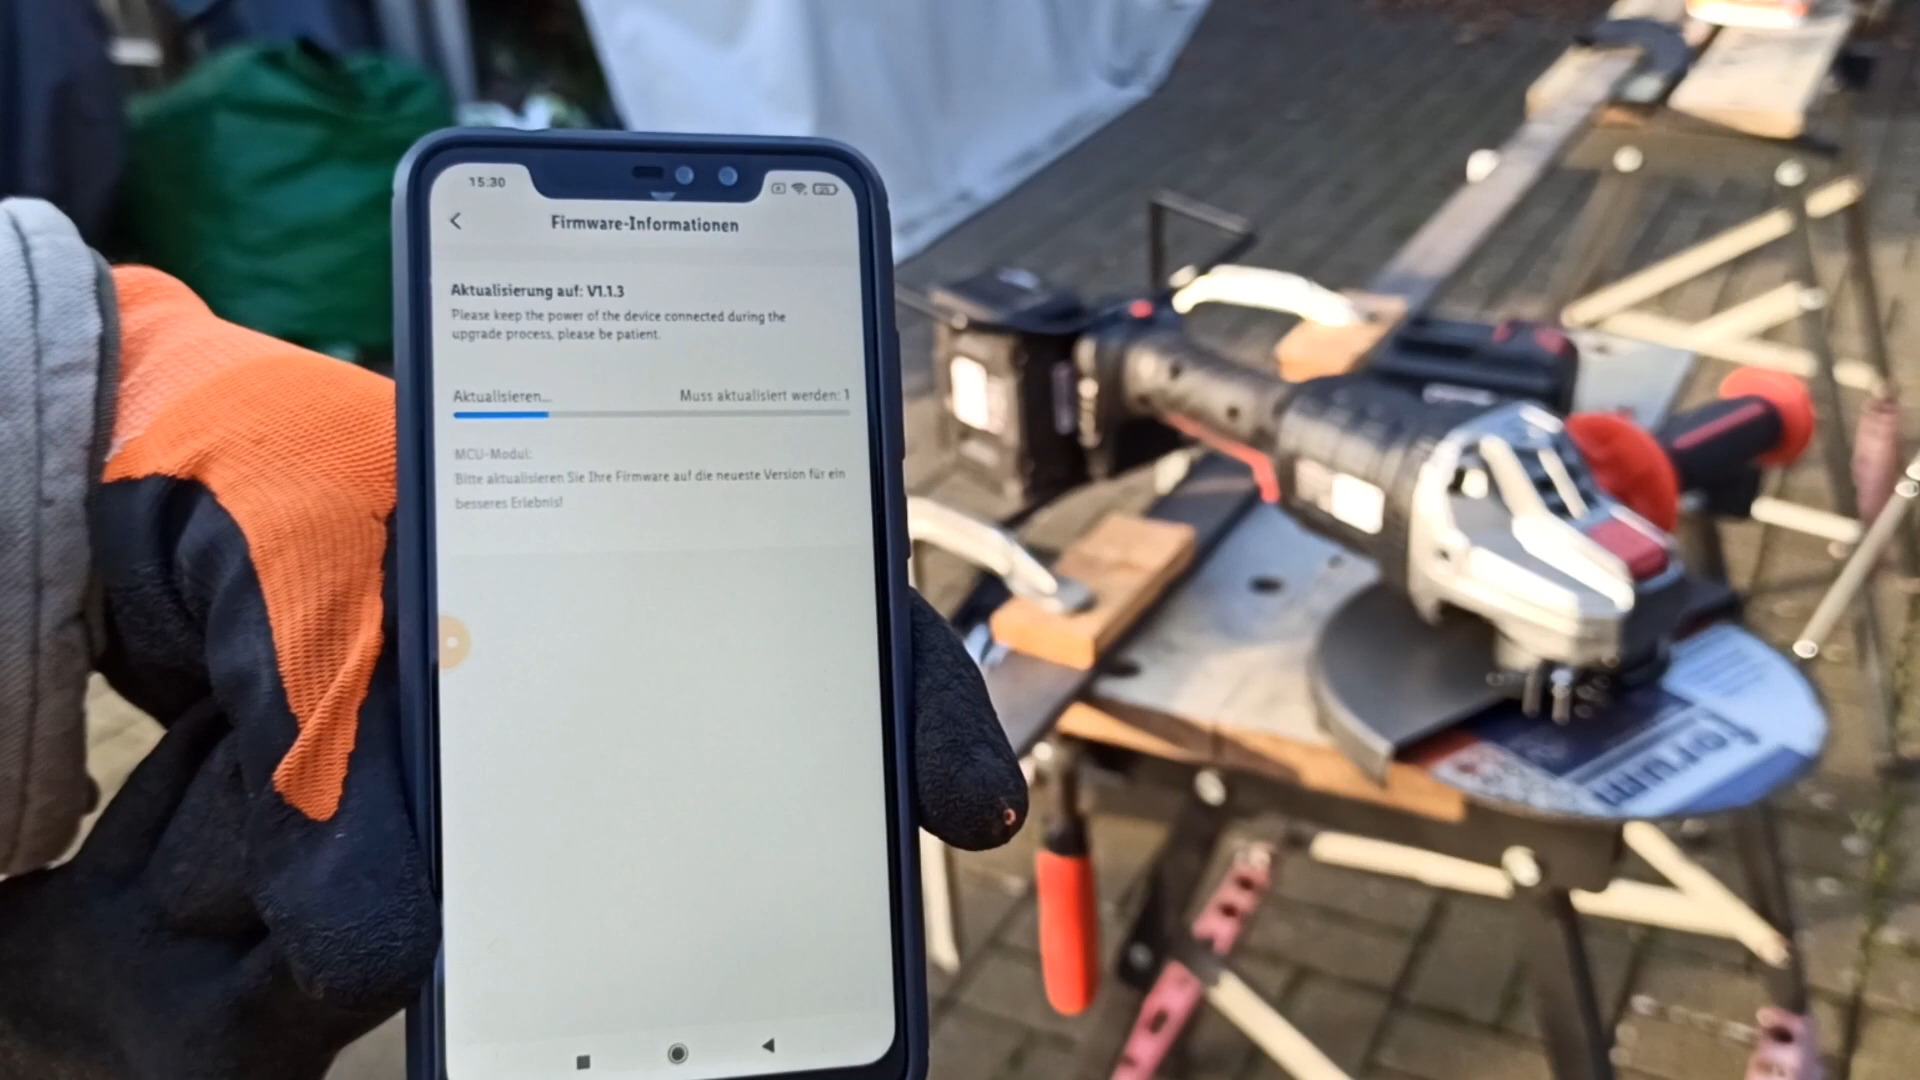 15:30
Firmware-Informationen
Aktualisierung auf: V1.1.3
Please keep the power of the device connected during the
upgrade process, please be patient.
Aktualisieren... Muss aktualisiert werden: 1
MCU-Modul:
Bitte aktualisieren Sie Ihre Firmware auf die neueste Version für ein
besseres Erlebnis!
forum